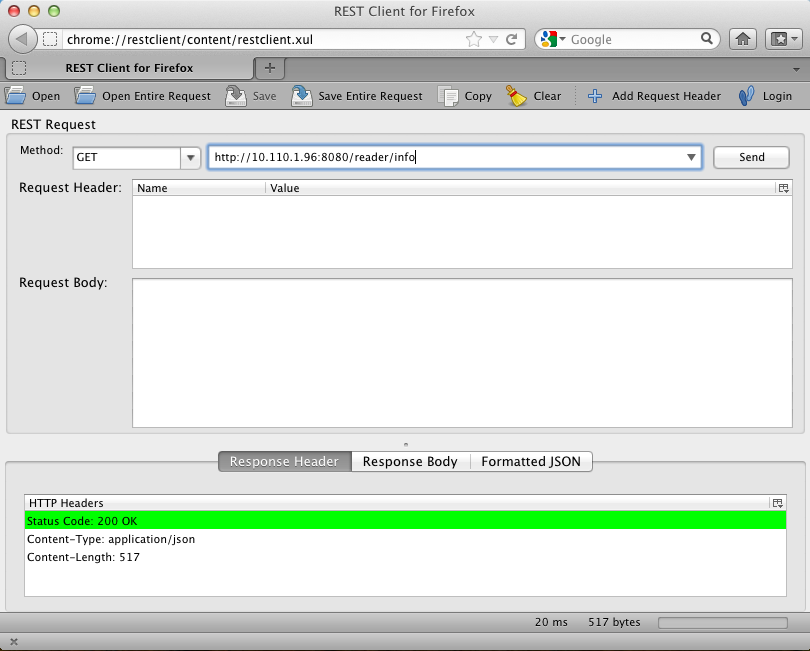 REST Client for Firefox
chrome://restclient/content/restclient.xul
Google
REST Client for Firefox
Open
Open Entire Request
Save
Save Entire Request
Copy
Clear
Add Request Header
Login
REST Request
Method:
GET
http://10.110.1.96:8080/reader/info
Send
Request Header:
Name
Value
Request Body:
Response Header
Response Body
Formatted JSON
HTTP Headers
Status Code: 200 OK
Content-Type: application/json
Content-Length: 517
20 ms
517 bytes